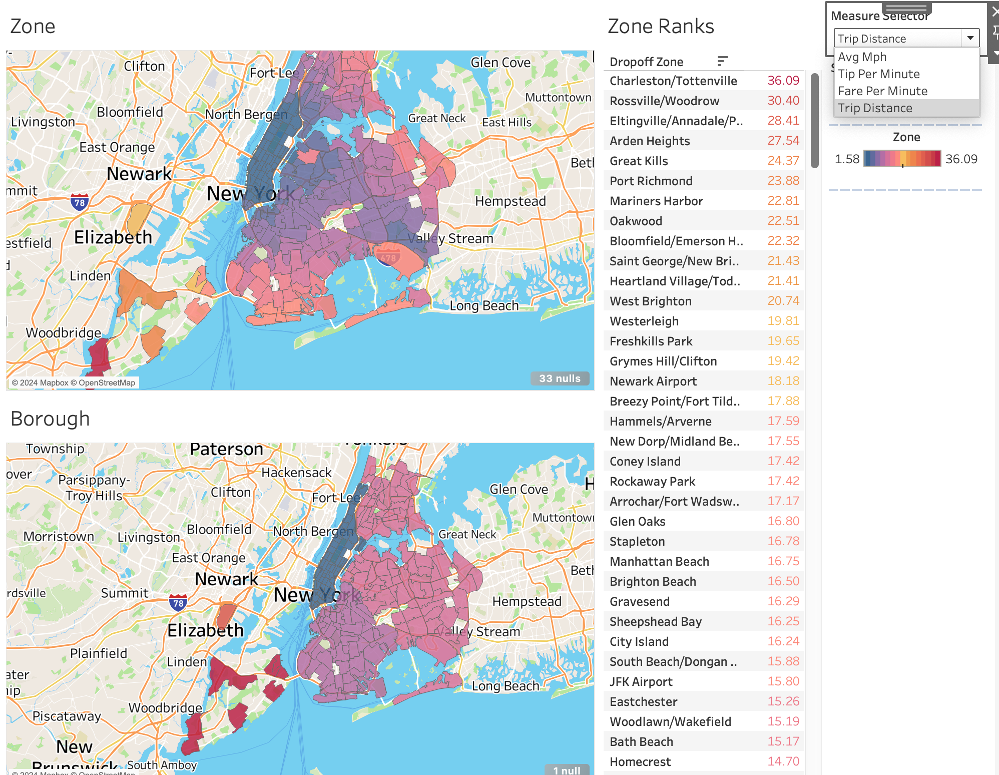 Zone
Clifton
Fort Lee
Glen Cove
Muttontown
Bloomfield
North Bergen
Livingston
Great Neck
East Hills
East Orange
Newark
New York
78
Hempstead
Elizabeth
Valley Stream
678
Linden
Long Beach
Woodbridge
© 2024 Mapbox © OpenStreetMap
33 nulls
Borough
Township
Paterson
Hackensack
Parsippany-
Troy Hills
Clifton
Fort Lee
Glen Cove
Bloomfield
North Bergen
Morristown
Livingston
Great Neck
East Orange
Newark
Summit
New York
78
Hempstead
Elizabeth
Valley Stream
Plainfield
Linden
Long Beach
Woodbridge
Piscataway
New
Brunswick
South Amboy
© 2024 Mapbox © OpenStreetMap
1 null
Zone Ranks
Dropoff Zone
Charleston/Tottenville 36.09
Rossville/Woodrow 30.40
Eltingville/Annadale/P.. 28.41
Arden Heights 27.54
Great Kills 24.37
Port Richmond 23.88
Mariners Harbor 22.81
Oakwood 22.51
Bloomfield/Emerson H.. 22.32
Saint George/New Bri.. 21.43
Heartland Village/Tod.. 21.41
West Brighton 20.74
Westerleigh 19.81
Freshkills Park 19.65
Grymes Hill/Clifton 19.42
Newark Airport 18.18
Breezy Point/Fort Tild.. 17.88
Hammels/Arverne 17.59
New Dorp/Midland Be.. 17.55
Coney Island 17.42
Rockaway Park 17.42
Arrochar/Fort Wadsw.. 17.17
Glen Oaks 16.80
Stapleton 16.78
Manhattan Beach 16.75
Brighton Beach 16.50
Gravesend 16.29
Sheepshead Bay 16.25
City Island 16.24
South Beach/Dongan .. 15.88
JFK Airport 15.80
Eastchester 15.26
Woodlawn/Wakefield 15.19
Bath Beach 15.17
Homecrest 14.70
Measure Selector
Trip Distance
Avg Mph
Tip Per Minute
Fare Per Minute
Trip Distance
Zone
1.58 36.09